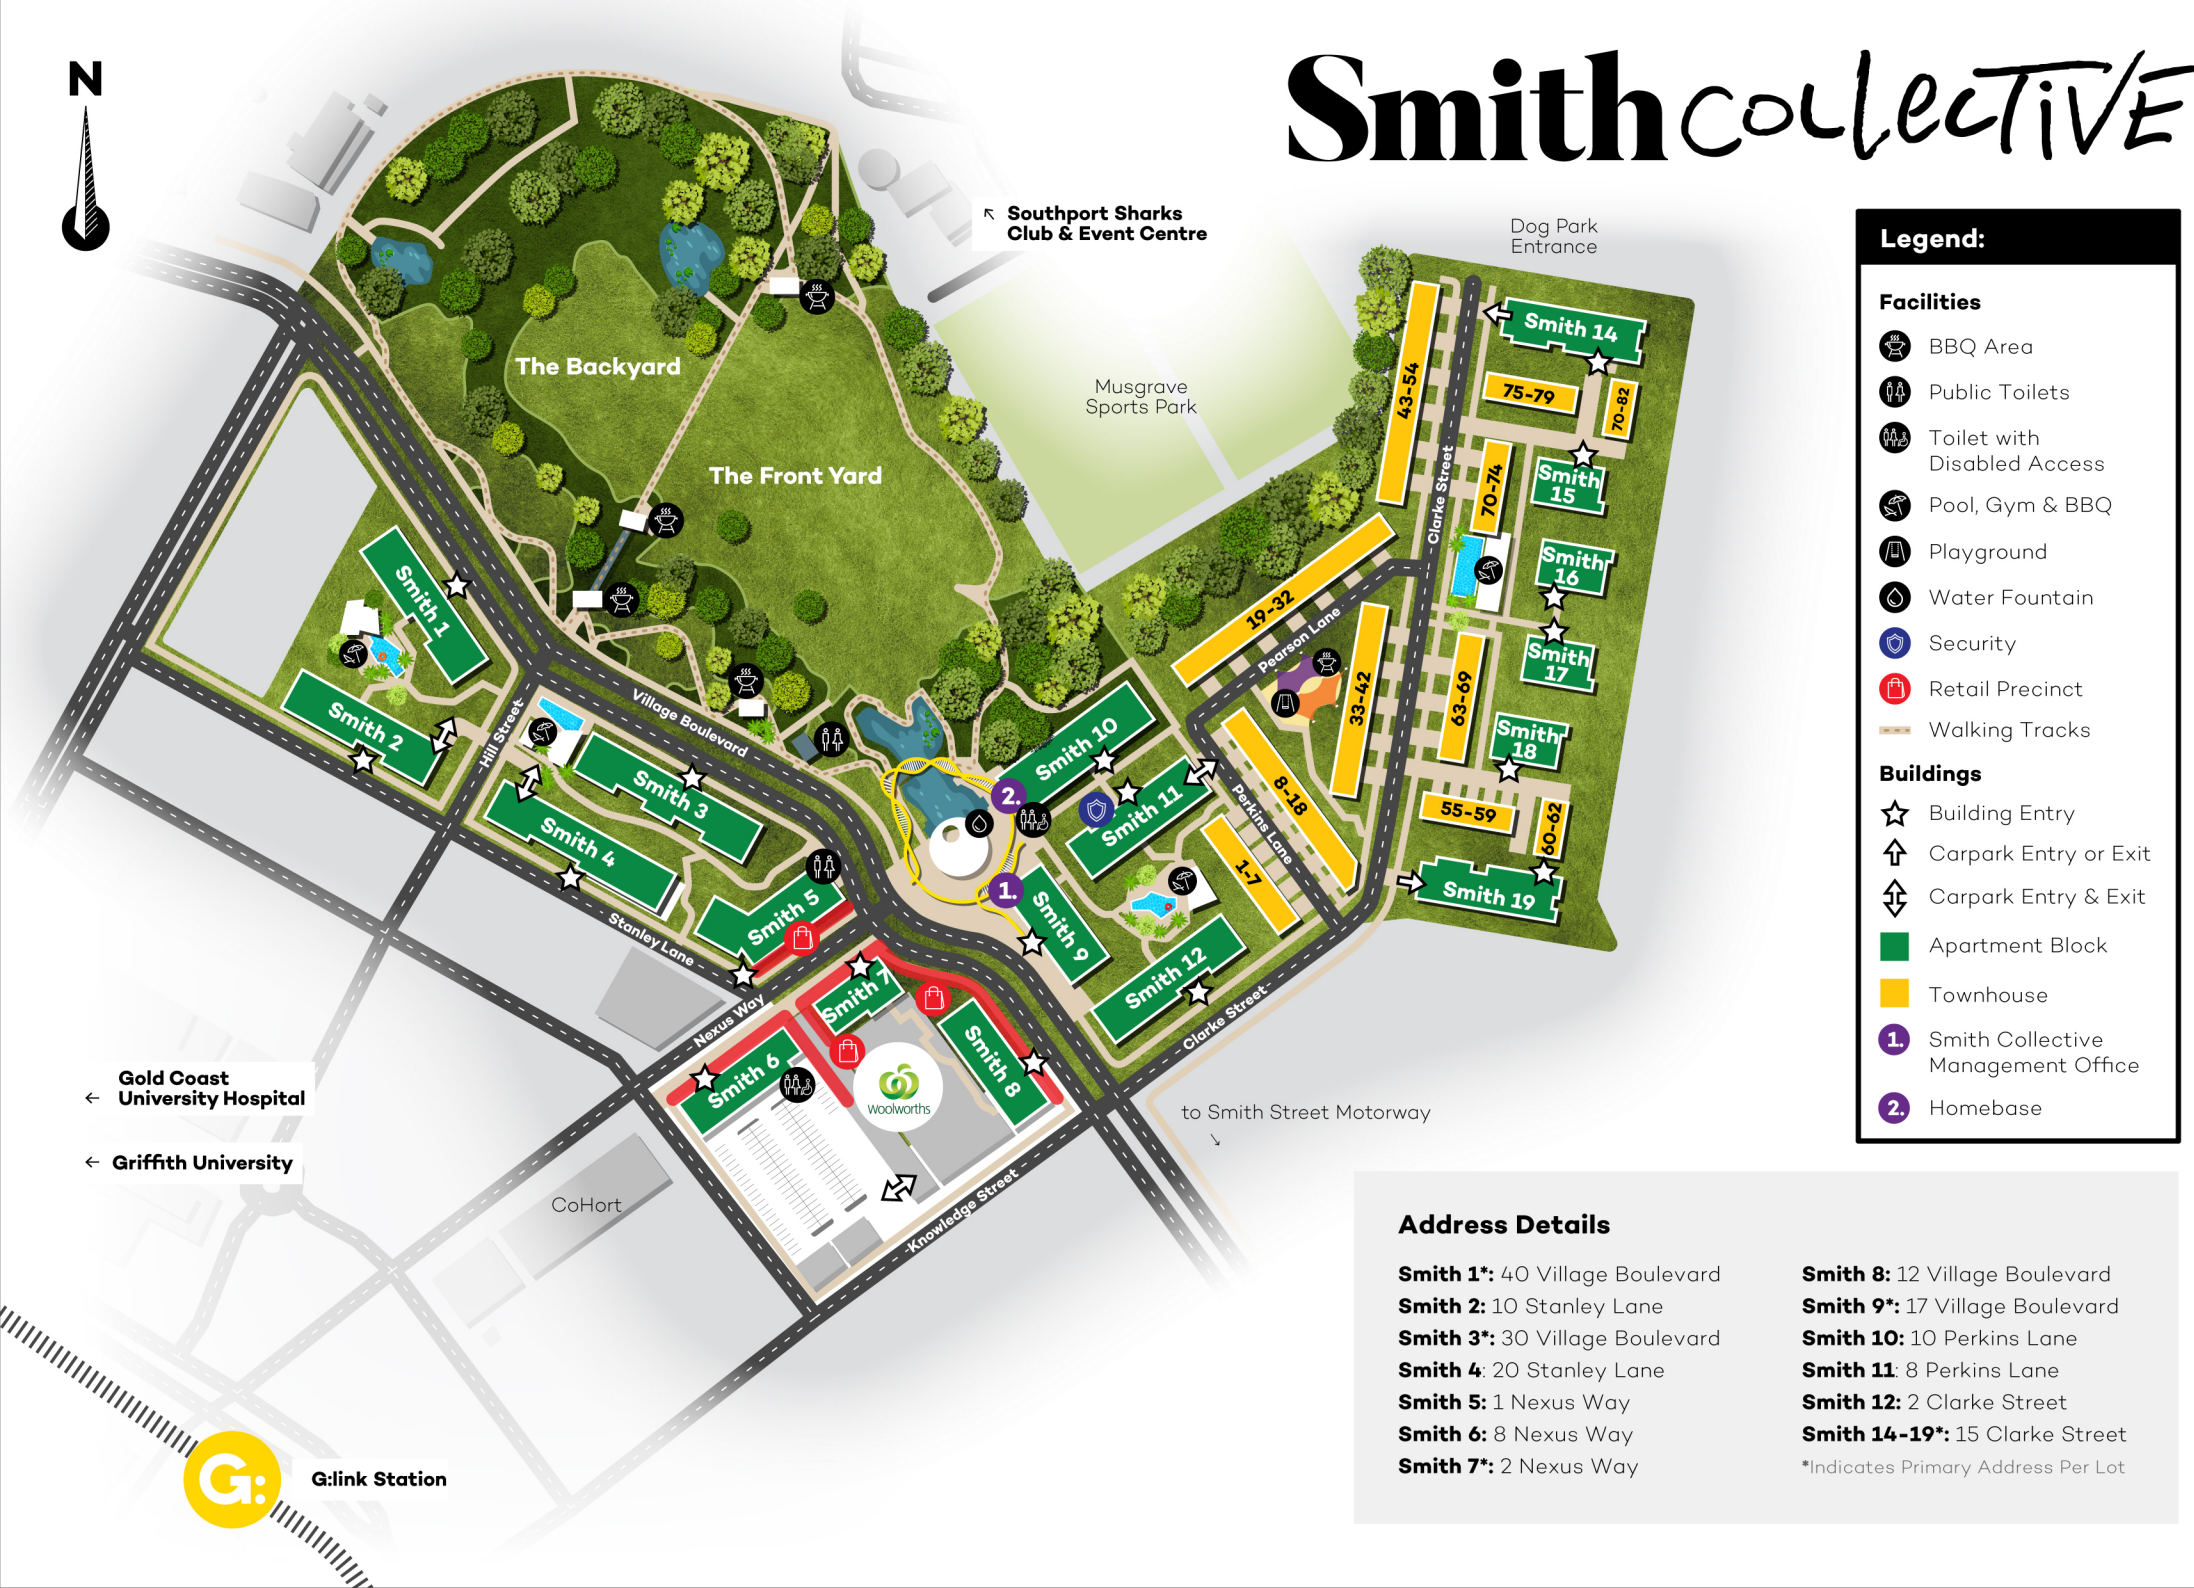 Smith COLLECTIVE
N
Southport Sharks
Club & Event Centre
Dog Park
Entrance
Musgrave
Sports Park
The Backyard
The Front Yard
Smith 14
75-79
70-82
43-54
Clarke Street
70-74
Smith
15
Smith
16
Smith
17
Smith
18
19-32
Pearson Lane
33-42
63-69
55-59
60-62
Smith 19
8-18
Perkins Lane
1-7
Smith 1
Smith 2
Hill Street
Village Boulevard
Smith 3
Smith 4
Stanley Lane
Smith 5
Nexus Way
Smith 10
2.
Smith 11
1.
Smith 9
Smith 12
Clarke Street
Smith 7
Smith 6
Smith 8
Woolworths
Knowledge Street
to Smith Street Motorway
CoHort
Gold Coast
University Hospital
Griffith University
G:
G:link Station
Legend:
Facilities
BBQ Area
Public Toilets
Toilet with
Disabled Access
Pool, Gym & BBQ
Playground
Water Fountain
Security
Retail Precinct
Walking Tracks
Buildings
Building Entry
Carpark Entry or Exit
Carpark Entry & Exit
Apartment Block
Townhouse
1. Smith Collective
Management Office
2. Homebase
Address Details
Smith 1*: 40 Village Boulevard
Smith 2: 10 Stanley Lane
Smith 3*: 30 Village Boulevard
Smith 4: 20 Stanley Lane
Smith 5: 1 Nexus Way
Smith 6: 8 Nexus Way
Smith 7*: 2 Nexus Way
Smith 8: 12 Village Boulevard
Smith 9*: 17 Village Boulevard
Smith 10: 10 Perkins Lane
Smith 11: 8 Perkins Lane
Smith 12: 2 Clarke Street
Smith 14-19*: 15 Clarke Street
*Indicates Primary Address Per Lot